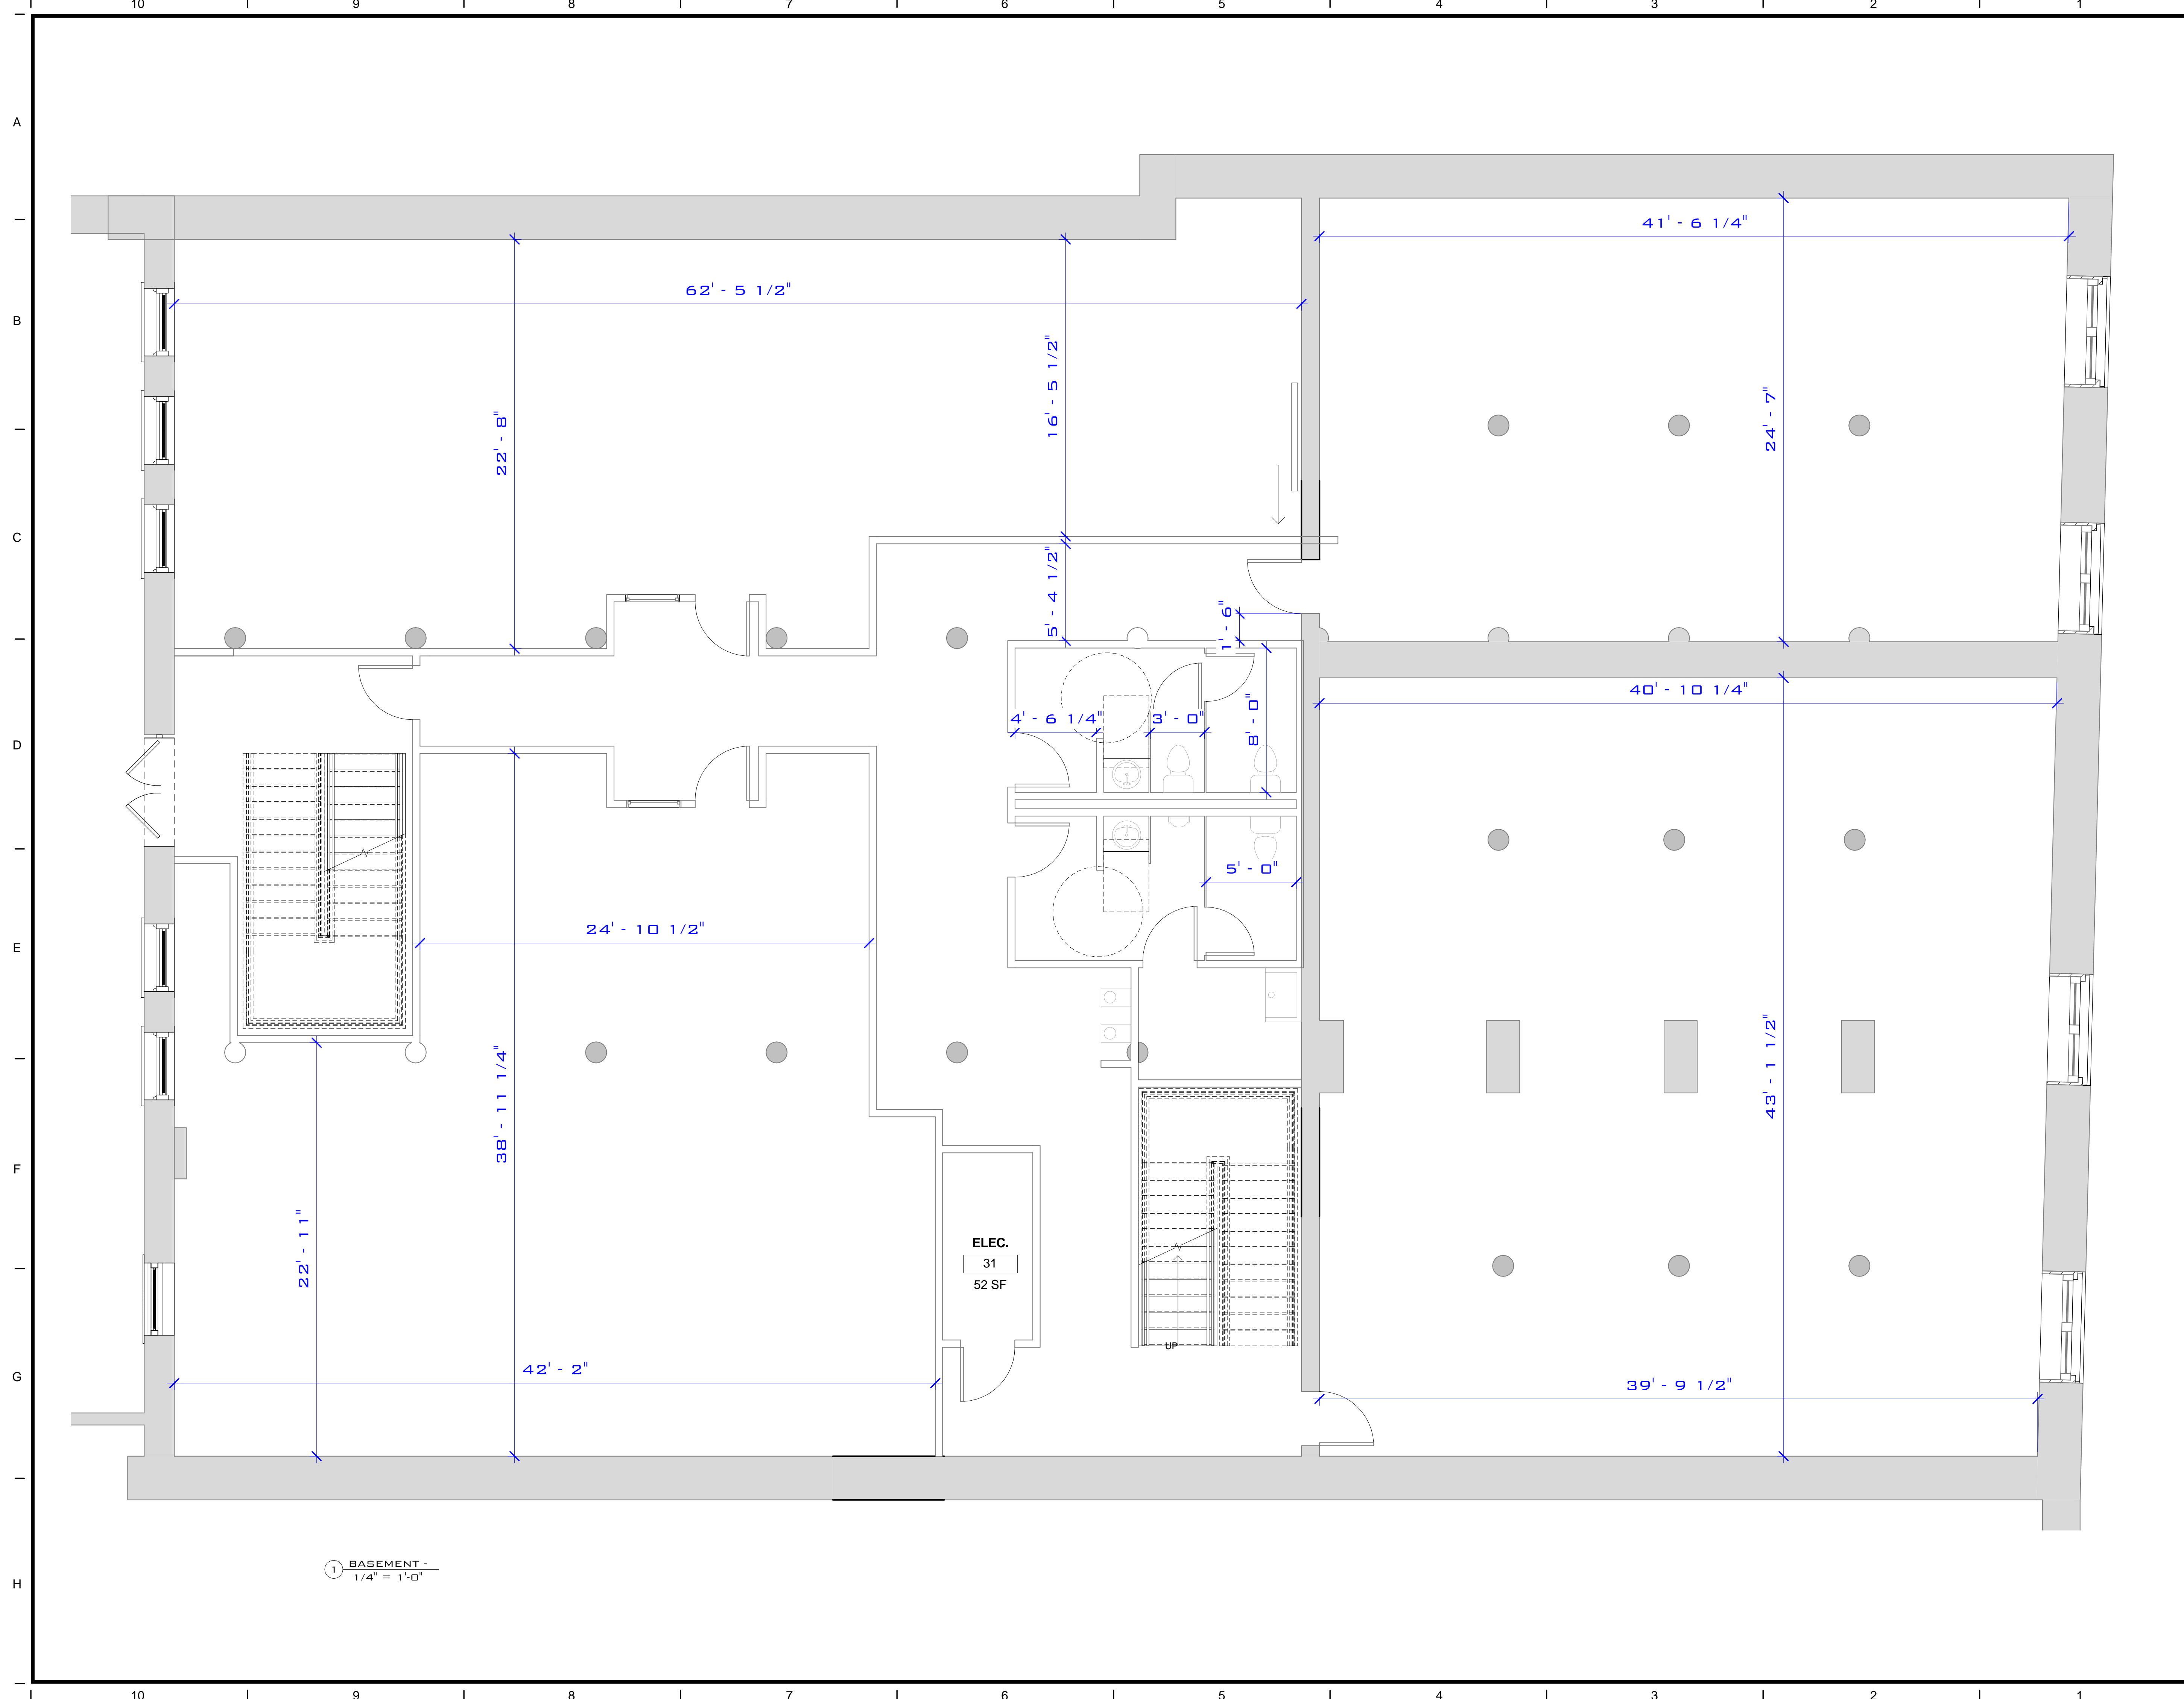 10 9 8 7 6 5 4 3 2 1
A
B
C
D
E
F
G
H
41' - 6 1/4"
62' - 5 1/2"
22' - 8"
16' - 5 1/2"
24' - 7"
5' - 4 1/2"
1' - 6"
40' - 10 1/4"
4' - 6 1/4"
3' - 0"
8' - 0"
5' - 0"
24' - 10 1/2"
38' - 11 1/4"
43' - 1 1/2"
22' - 11"
ELEC.
31
52 SF
UP
42' - 2"
39' - 9 1/2"
1
BASEMENT -
1/4" = 1'-0"
10 9 8 7 6 5 4 3 2 1